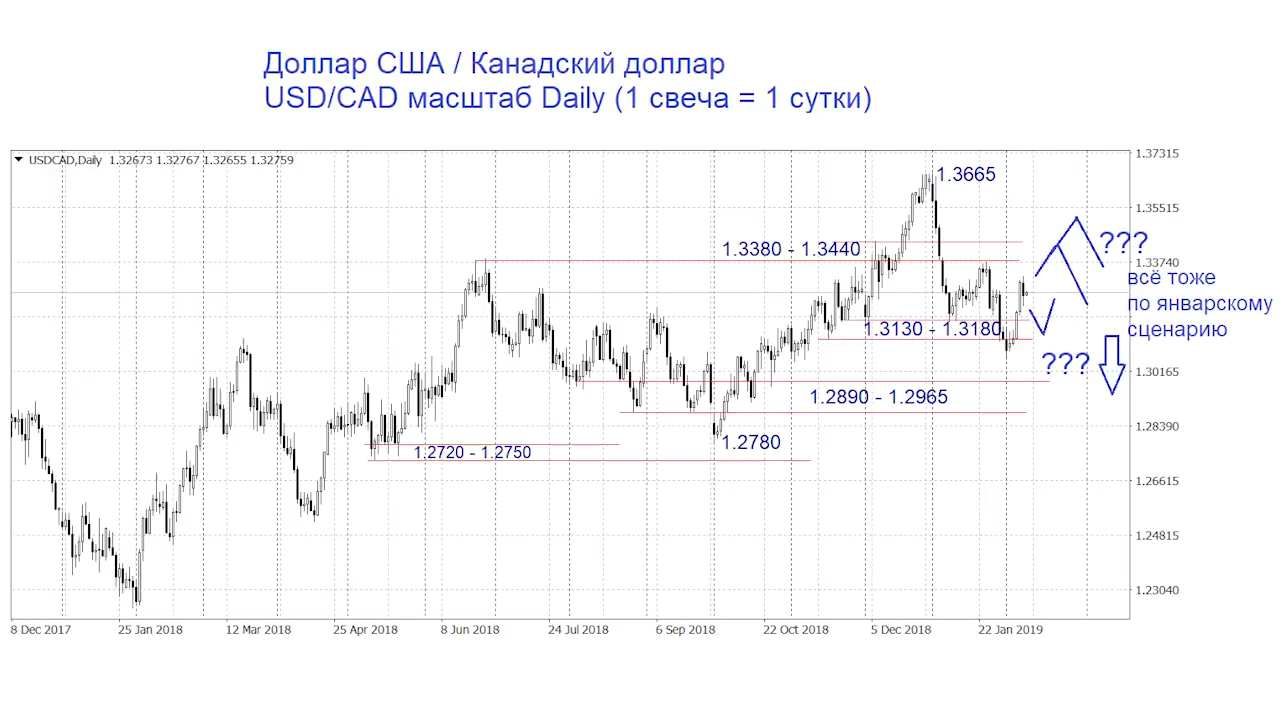 Доллар США / Канадский доллар
USD/CAD масштаб Daily (1 свеча = 1 сутки)
USDCAD,Daily 1.32673 1.32767 1.32655 1.32759
1.37315
1.3665
1.35515
1.3380 - 1.3440
???
1.33740
всё тоже
по январскому
сценарию
1.3130 - 1.3180
???
1.30165
1.2890 - 1.2965
1.28390
1.2780
1.2720 - 1.2750
1.26615
1.24815
1.23040
8 Dec 2017 25 Jan 2018 12 Mar 2018 25 Apr 2018 8 Jun 2018 24 Jul 2018 6 Sep 2018 22 Oct 2018 5 Dec 2018 22 Jan 2019